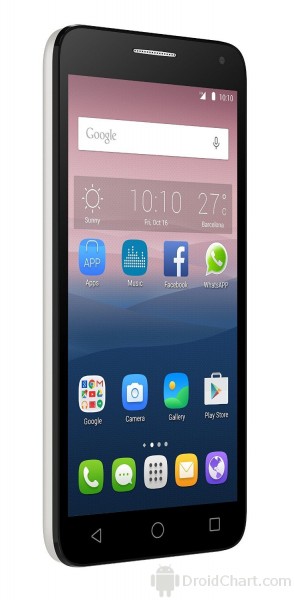 10:10
Google
10:10 27°c
Sunny Fri, Oct 16 Barcelona
APP
Apps Music Facebook WhatsAPP
Google Camera Gallery Play Store
DroidChart.com